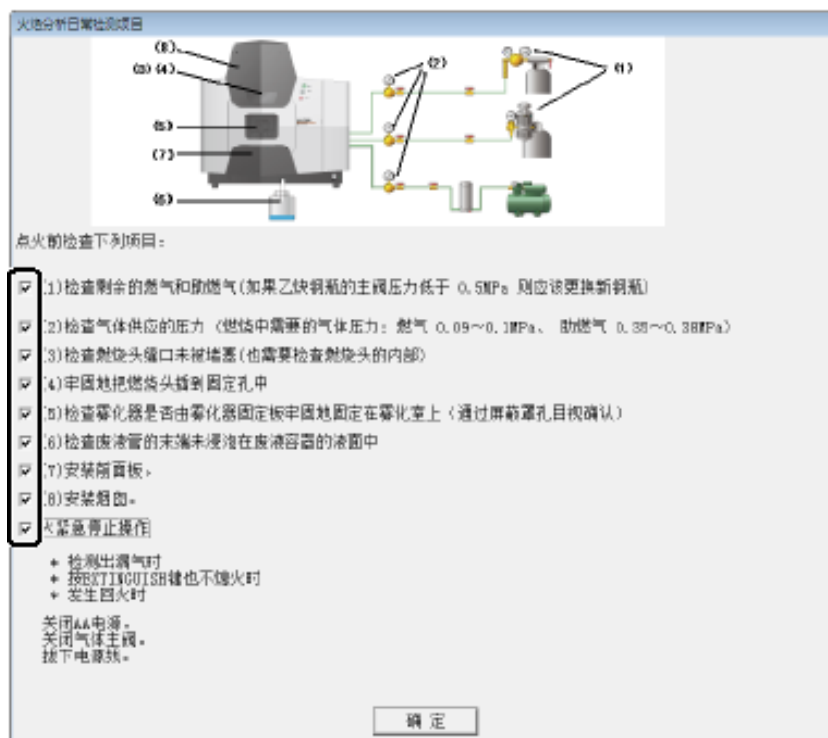 火焰分析日常检测项目
(8)
(3) (4)
(2)
(1)
(5)
(7)
(6)
点火前检查下列项目:
(1)检查剩余的燃气和助燃气(如果乙炔钢瓶的主阀压力低于 0.5MPa 则应该更换新钢瓶)
(2)检查气体供应的压力 (燃烧中需要的气体压力: 燃气 0.09~0.1MPa、 助燃气 0.35~0.38MPa)
(3)检查燃烧头缝口未被堵塞(也需要检查燃烧头的内部)
(4)牢固地把燃烧头插到固定孔中
(5)检查雾化器是否由雾化器固定板牢固地固定在雾化室上 (通过屏蔽罩孔目视确认)
(6)检查废液管的末端未浸泡在废液容器的液面中
(7)安装前面板。
(8)安装烟囱。
火紧急停止操作
* 检测出漏气时
* 按EXTINGUISH键也不熄火时
* 发生回火时
关闭AA电源。
关闭气体主阀。
拔下电源线。
确 定